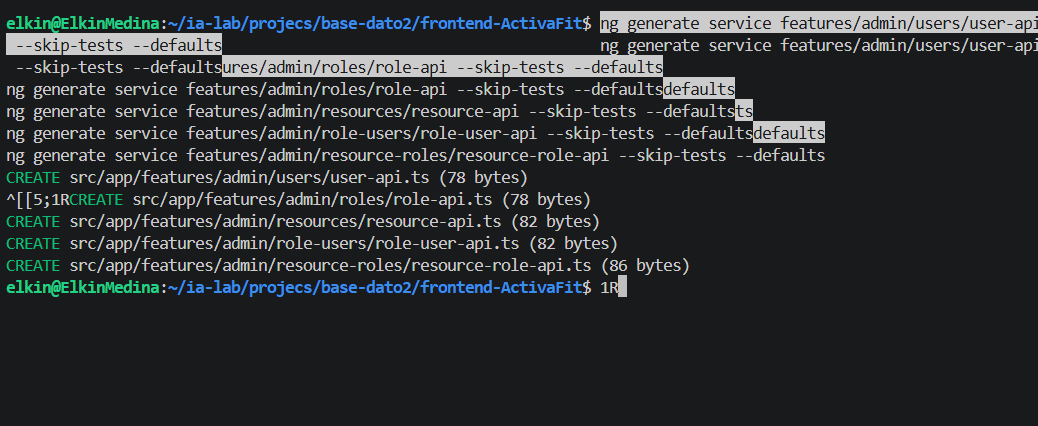 elkin@ElkinMedina:~/ia-lab/projecs/base-dato2/frontend-ActivaFit$ ng generate service features/admin/users/user-api
--skip-tests --defaults ng generate service features/admin/users/user-api
--skip-tests --defaultsures/admin/roles/role-api --skip-tests --defaults
ng generate service features/admin/roles/role-api --skip-tests --defaultsdefaults
ng generate service features/admin/resources/resource-api --skip-tests --defaultsts
ng generate service features/admin/role-users/role-user-api --skip-tests --defaultsdefaults
ng generate service features/admin/resource-roles/resource-role-api --skip-tests --defaults
CREATE src/app/features/admin/users/user-api.ts (78 bytes)
^[[5;1RCREATE src/app/features/admin/roles/role-api.ts (78 bytes)
CREATE src/app/features/admin/resources/resource-api.ts (82 bytes)
CREATE src/app/features/admin/role-users/role-user-api.ts (82 bytes)
CREATE src/app/features/admin/resource-roles/resource-role-api.ts (86 bytes)
elkin@ElkinMedina:~/ia-lab/projecs/base-dato2/frontend-ActivaFit$ 1R